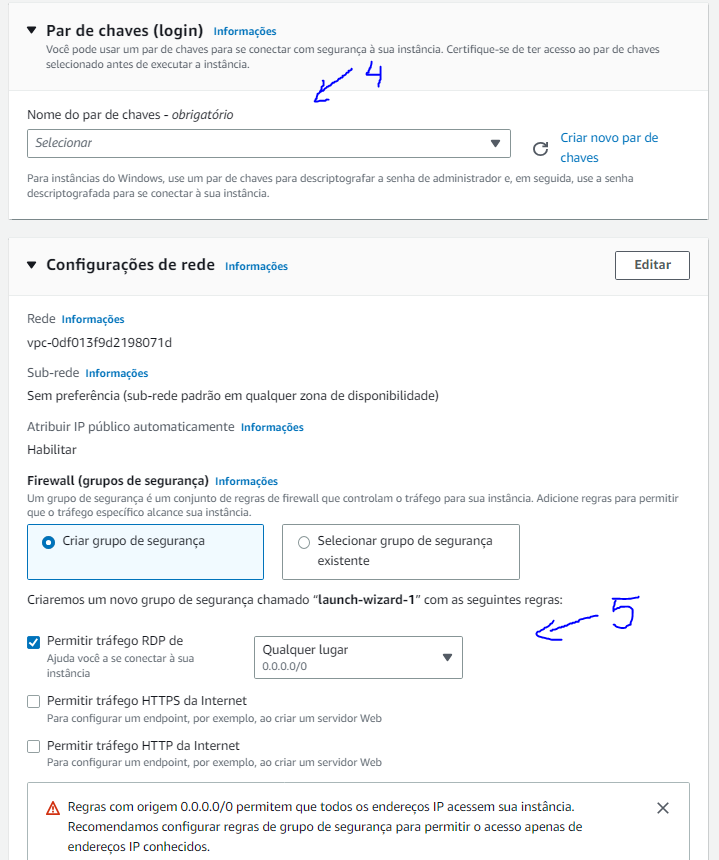 Par de chaves (login) Informações
Você pode usar um par de chaves para se conectar com segurança à sua instância. Certifique-se de ter acesso ao par de chaves
selecionado antes de executar a instância.
4
Nome do par de chaves - obrigatório
Selecionar
Criar novo par de
chaves
Para instâncias do Windows, use um par de chaves para descriptografar a senha de administrador e, em seguida, use a senha
descriptografada para se conectar à sua instância.
Configurações de rede Informações
Editar
Rede Informações
vpc-0df013f9d2198071d
Sub-rede Informações
Sem preferência (sub-rede padrão em qualquer zona de disponibilidade)
Atribuir IP público automaticamente Informações
Habilitar
Firewall (grupos de segurança) Informações
Um grupo de segurança é um conjunto de regras de firewall que controlam o tráfego para sua instância. Adicione regras para permitir
que o tráfego específico alcance sua instância.
Criar grupo de segurança
Selecionar grupo de segurança
existente
Criaremos um novo grupo de segurança chamado “launch-wizard-1” com as seguintes regras:
5
Permitir tráfego RDP de
Ajuda você a se conectar à sua
instância
Qualquer lugar
0.0.0.0/0
Permitir tráfego HTTPS da Internet
Para configurar um endpoint, por exemplo, ao criar um servidor Web
Permitir tráfego HTTP da Internet
Para configurar um endpoint, por exemplo, ao criar um servidor Web
Regras com origem 0.0.0.0/0 permitem que todos os endereços IP acessem sua instância.
Recomendamos configurar regras de grupo de segurança para permitir o acesso apenas de
endereços IP conhecidos.